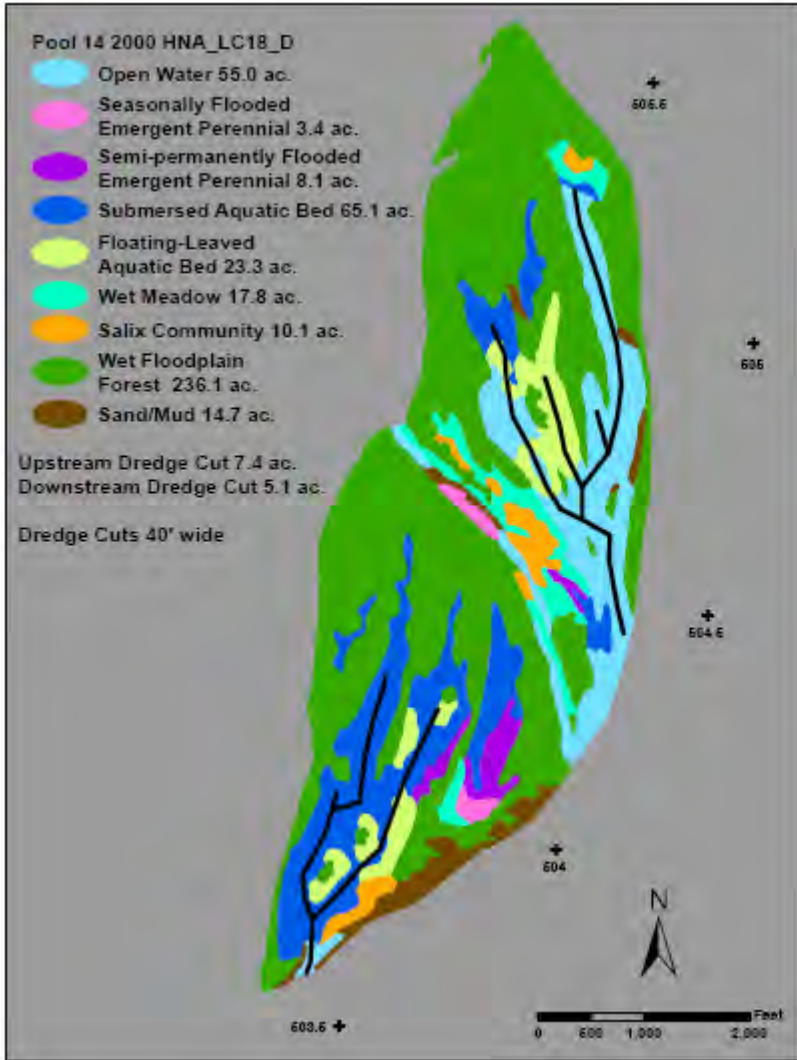 Pool 14 2000 HNA_LC18_D
Open Water 55.0 ac.
Seasonally Flooded
Emergent Perennial 3.4 ac.
Semi-permanently Flooded
Emergent Perennial 8.1 ac.
Submersed Aquatic Bed 65.1 ac.
Floating-Leaved
Aquatic Bed 23.3 ac.
Wet Meadow 17.8 ac.
Salix Community 10.1 ac.
Wet Floodplain
Forest 236.1 ac.
Sand/Mud 14.7 ac.
Upstream Dredge Cut 7.4 ac.
Downstream Dredge Cut 5.1 ac.
Dredge Cuts 40' wide
505.5
505
504.5
504
503.5
N
Feet
0 500 1,000 2,000